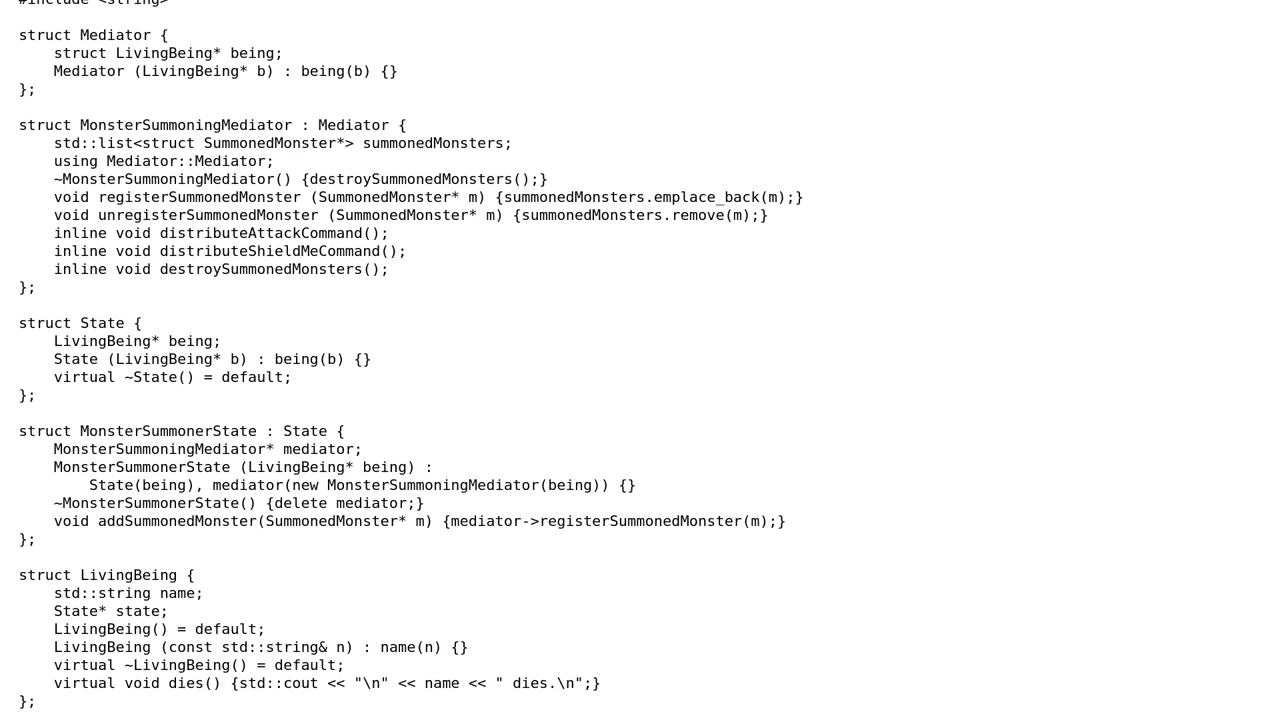 #include <string>
struct Mediator {
    struct LivingBeing* being;
    Mediator (LivingBeing* b) : being(b) {}
};
struct MonsterSummoningMediator : Mediator {
    std::list<struct SummonedMonster*> summonedMonsters;
    using Mediator::Mediator;
    ~MonsterSummoningMediator() {destroySummonedMonsters();}
    void registerSummonedMonster (SummonedMonster* m) {summonedMonsters.emplace_back(m);}
    void unregisterSummonedMonster (SummonedMonster* m) {summonedMonsters.remove(m);}
    inline void distributeAttackCommand();
    inline void distributeShieldMeCommand();
    inline void destroySummonedMonsters();
};
struct State {
    LivingBeing* being;
    State (LivingBeing* b) : being(b) {}
    virtual ~State() = default;
};
struct MonsterSummonerState : State {
    MonsterSummoningMediator* mediator;
    MonsterSummonerState (LivingBeing* being) :
        State(being), mediator(new MonsterSummoningMediator(being)) {}
    ~MonsterSummonerState() {delete mediator;}
    void addSummonedMonster(SummonedMonster* m) {mediator->registerSummonedMonster(m);}
};
struct LivingBeing {
    std::string name;
    State* state;
    LivingBeing() = default;
    LivingBeing (const std::string& n) : name(n) {}
    virtual ~LivingBeing() = default;
    virtual void dies() {std::cout << "\n" << name << " dies.\n";}
};